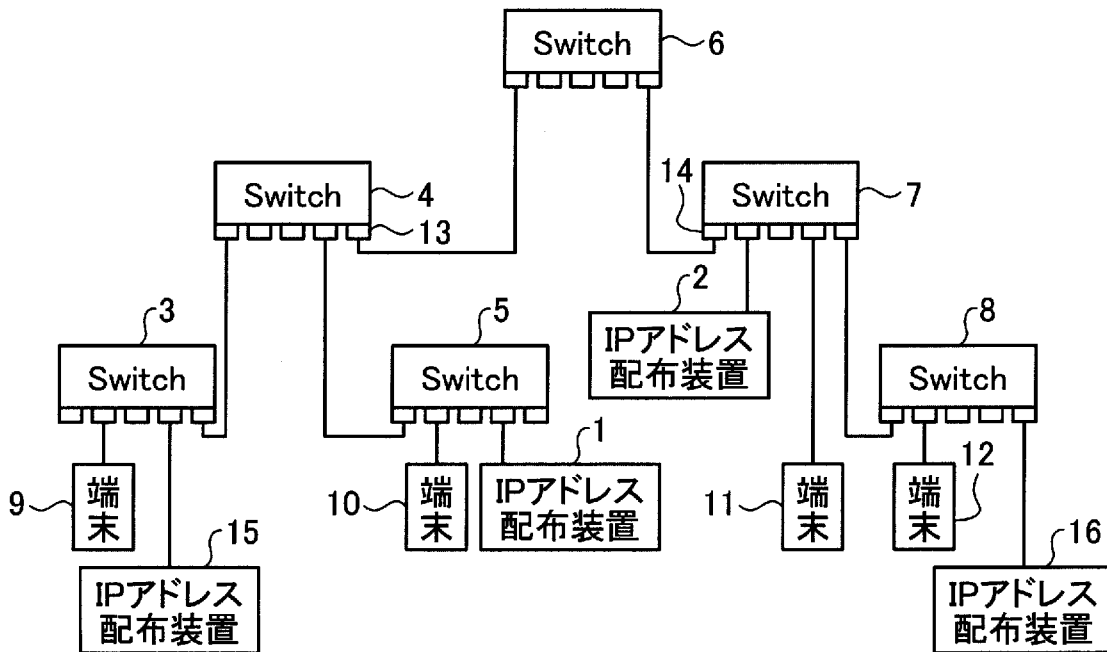 Switch
6
Switch
4
13
14
Switch
7
3
Switch
5
Switch
2
IPアドレス
配布装置
8
Switch
9
端末
10
端末
1
IPアドレス
配布装置
11
端末
12
端末
15
IPアドレス
配布装置
16
IPアドレス
配布装置